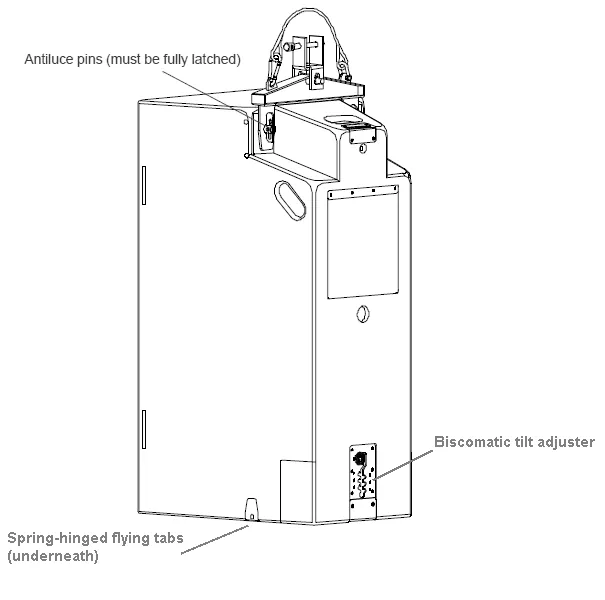 Antiluce pins (must be fully latched)
Biscomatic tilt adjuster
Spring-hinged flying tabs
(underneath)